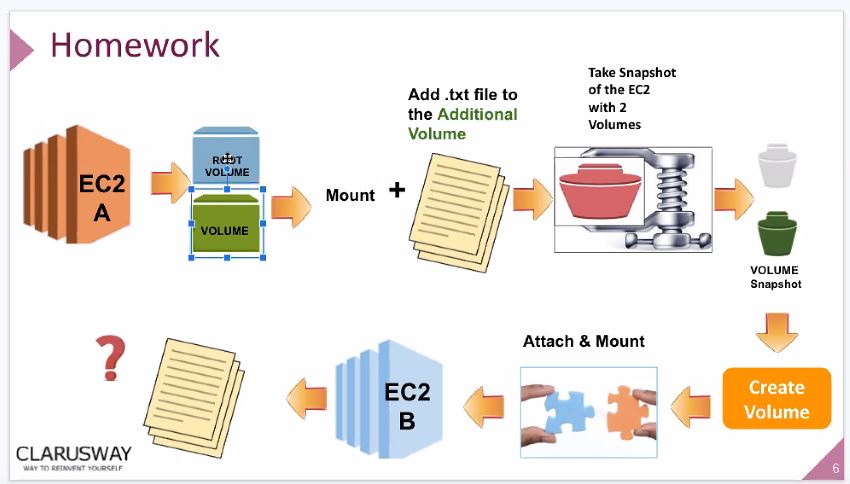 Homework
Take Snapshot
of the EC2
with 2
Volumes
Add .txt file to
the Additional
Volume
EC2
A
ROOT
VOLUME
VOLUME
Mount
+
VOLUME
Snapshot
Create
Volume
Attach & Mount
EC2
B
?
CLARUSWAY
WAY TO REINVENT YOURSELF
6